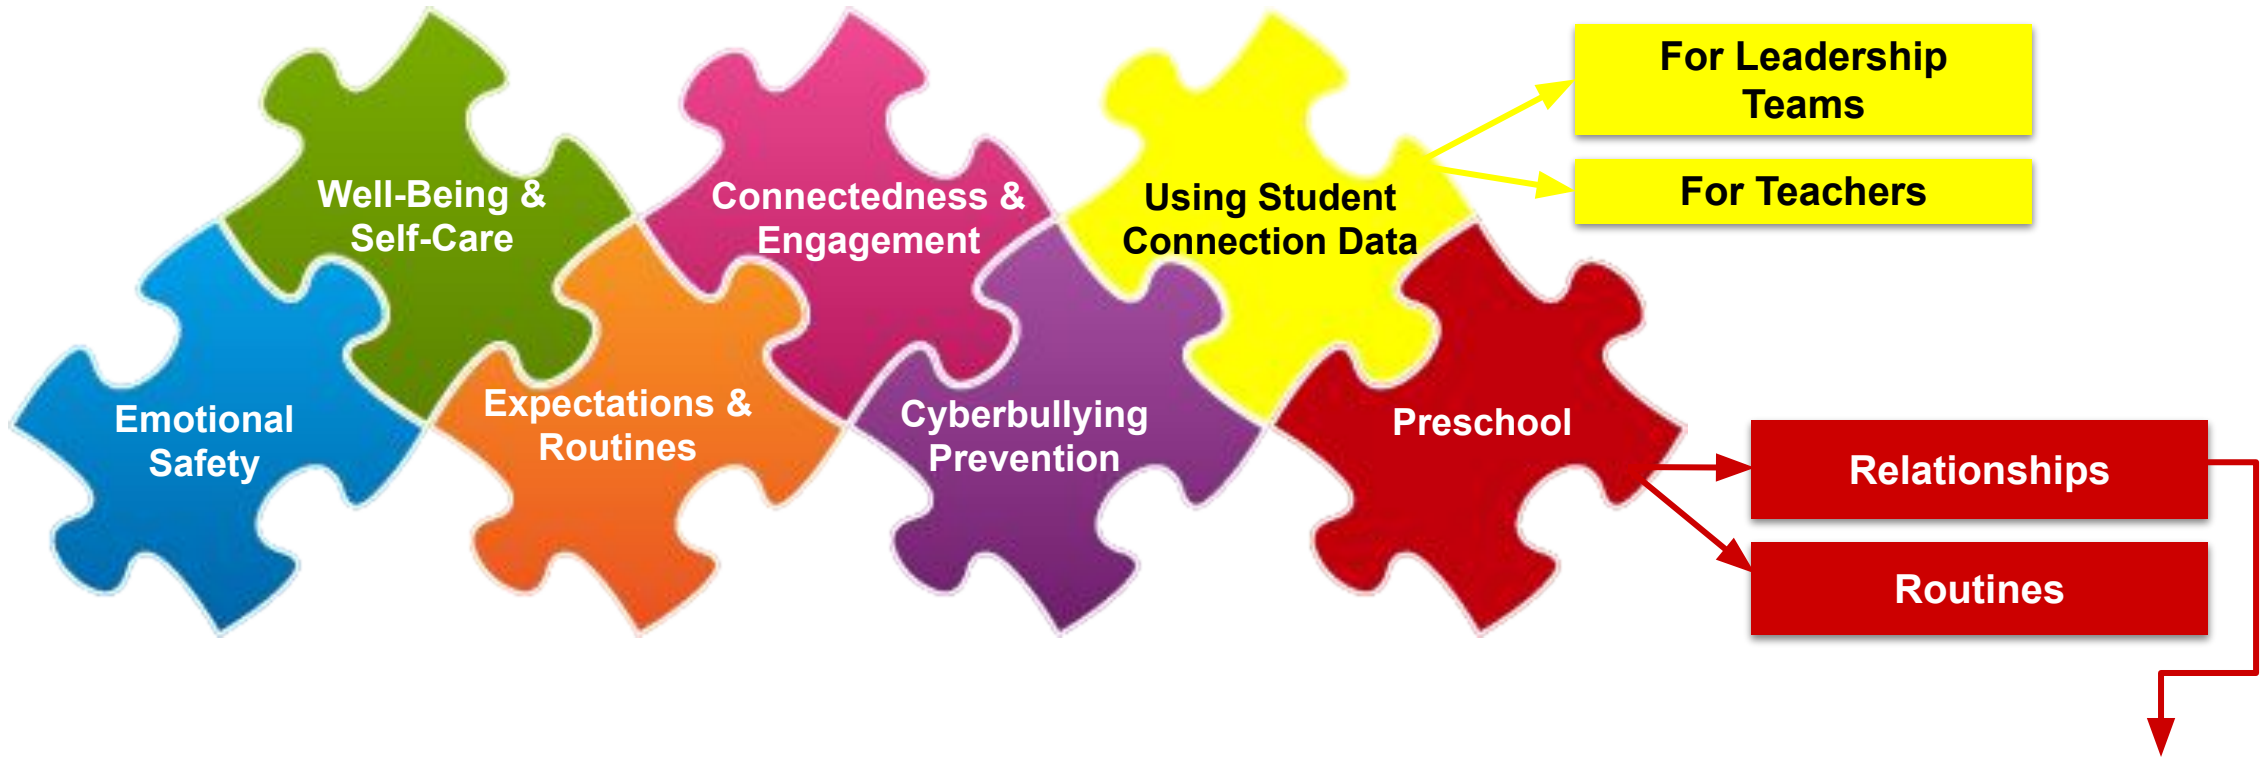 Emotional
Safety
Well-Being &
Self-Care
Expectations &
Routines
Connectedness &
Engagement
Cyberbullying
Prevention
Using Student
Connection Data
For Leadership
Teams
For Teachers
Preschool
Relationships
Routines